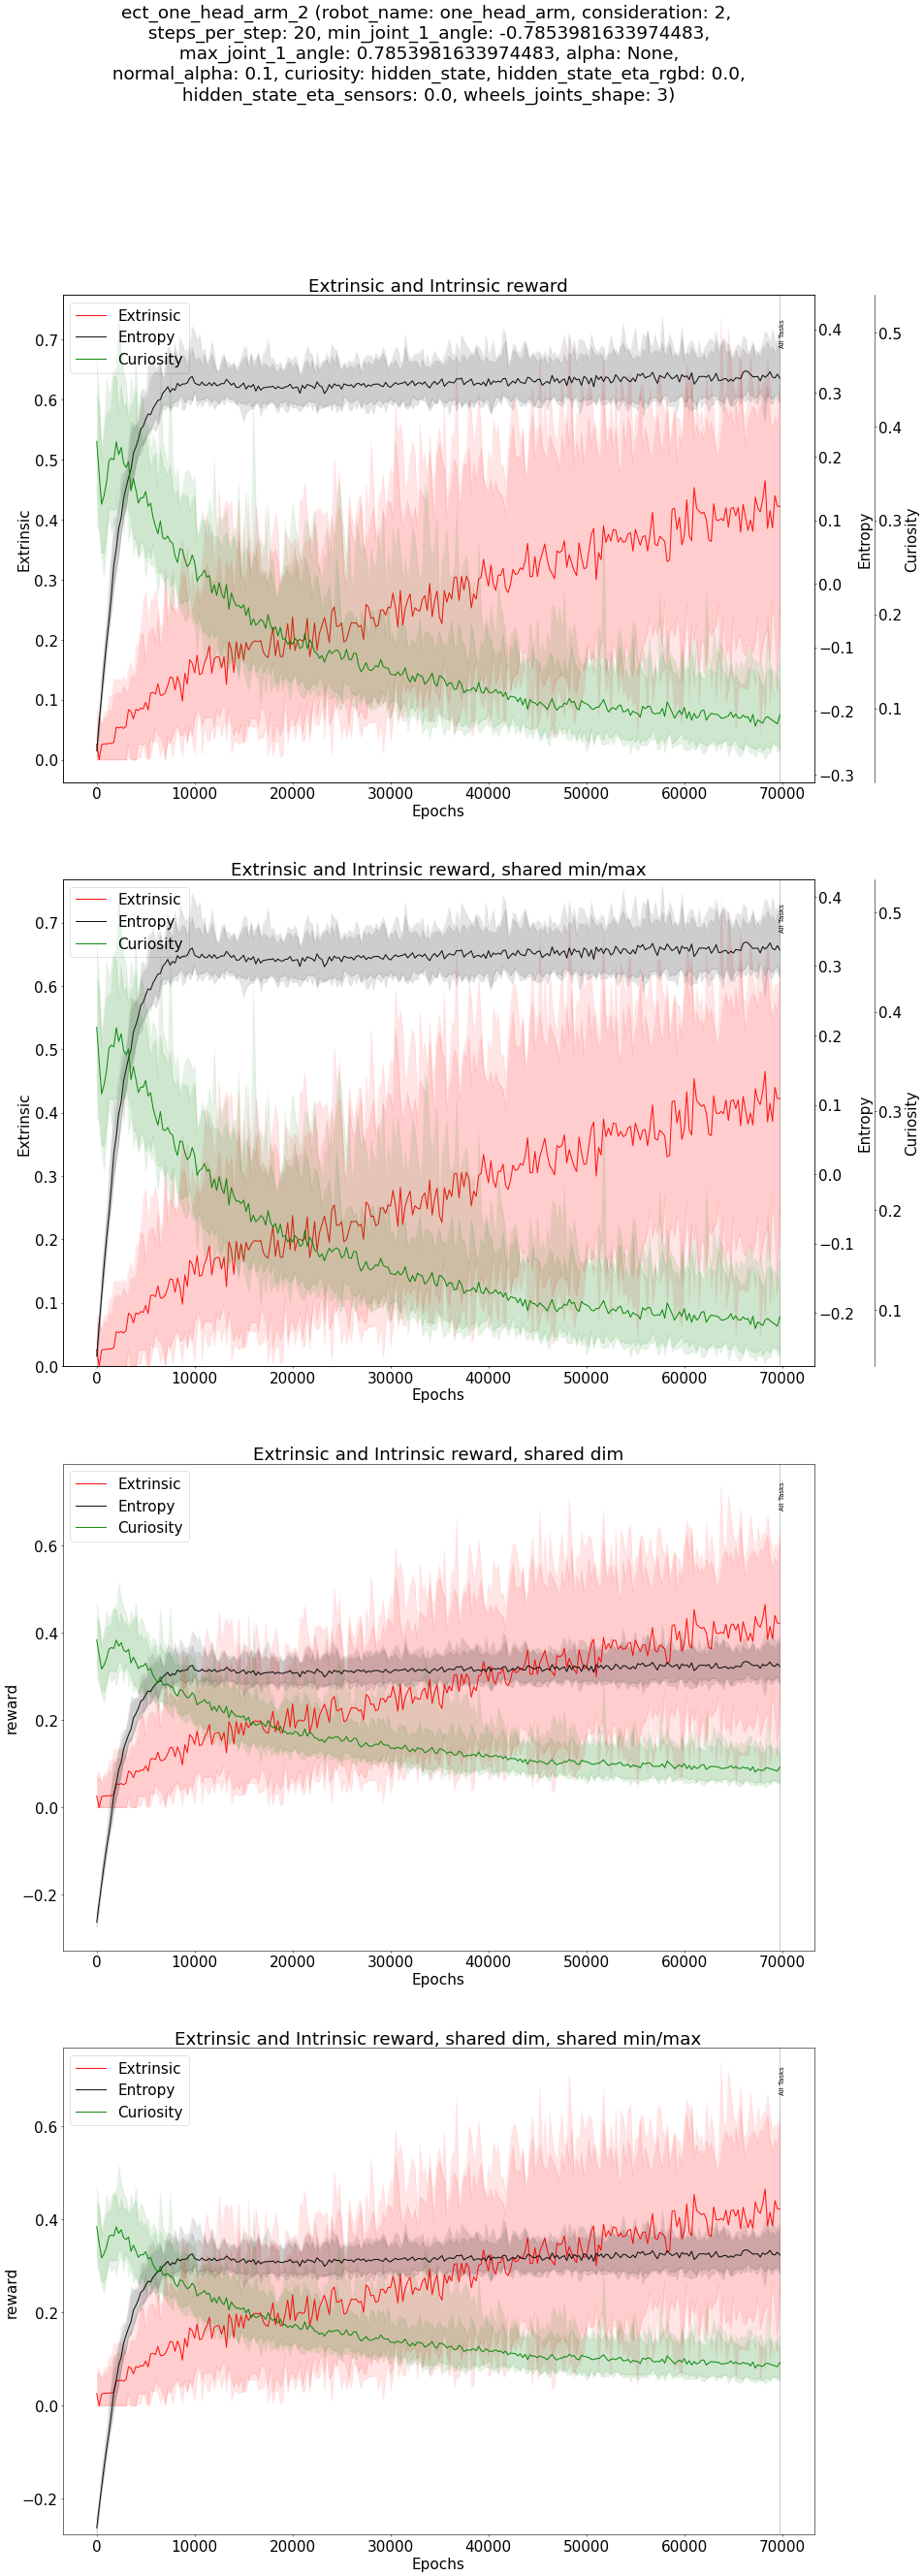 ect_one_head_arm_2 (robot_name: one_head_arm, consideration: 2,
steps_per_step: 20, min_joint_1_angle: -0.7853981633974483,
max_joint_1_angle: 0.7853981633974483, alpha: None,
normal_alpha: 0.1, curiosity: hidden_state, hidden_state_eta_rgbd: 0.0,
hidden_state_eta_sensors: 0.0, wheels_joints_shape: 3)
Extrinsic and Intrinsic reward
Extrinsic
Entropy
Curiosity
All Tasks
0.7
0.6
0.5
0.4
0.3
0.2
0.1
0.0
Extrinsic
0.4
0.3
0.2
0.1
0.0
−0.1
−0.2
−0.3
Entropy
0.5
0.4
0.3
0.2
0.1
Curiosity
0 10000 20000 30000 40000 50000 60000 70000
Epochs
Extrinsic and Intrinsic reward, shared min/max
Extrinsic
Entropy
Curiosity
All Tasks
0.7
0.6
0.5
0.4
0.3
0.2
0.1
0.0
Extrinsic
0.4
0.3
0.2
0.1
0.0
−0.1
−0.2
Entropy
0.5
0.4
0.3
0.2
0.1
Curiosity
0 10000 20000 30000 40000 50000 60000 70000
Epochs
Extrinsic and Intrinsic reward, shared dim
Extrinsic
Entropy
Curiosity
All Tasks
0.6
0.4
0.2
0.0
−0.2
reward
0 10000 20000 30000 40000 50000 60000 70000
Epochs
Extrinsic and Intrinsic reward, shared dim, shared min/max
Extrinsic
Entropy
Curiosity
All Tasks
0.6
0.4
0.2
0.0
−0.2
reward
0 10000 20000 30000 40000 50000 60000 70000
Epochs